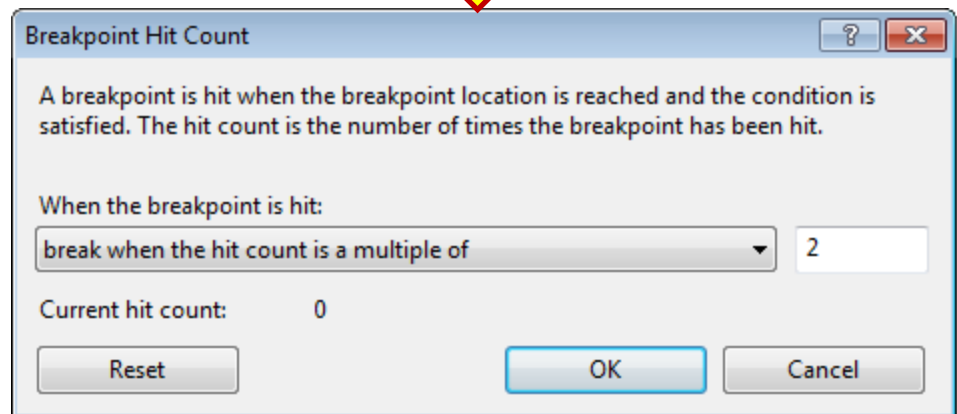 Breakpoint Hit Count
A breakpoint is hit when the breakpoint location is reached and the condition is
satisfied. The hit count is the number of times the breakpoint has been hit.
When the breakpoint is hit:
break when the hit count is a multiple of 2
Current hit count: 0
Reset OK Cancel